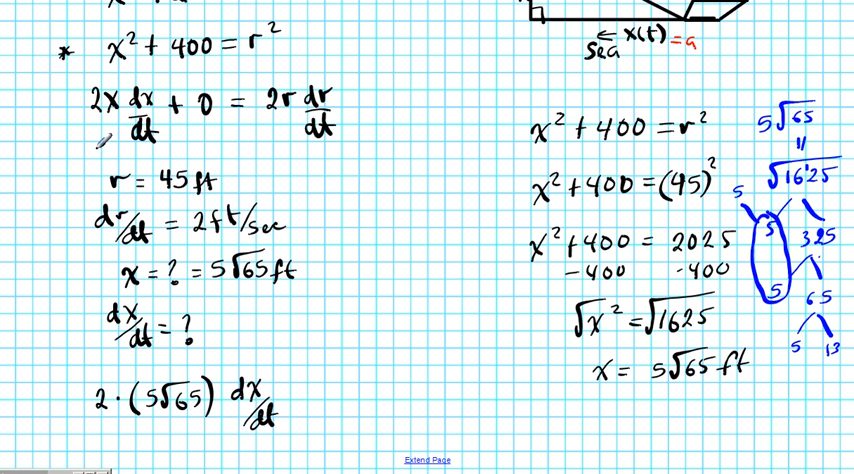 * x² + 400 = r²
2x dx/dt + 0 = 2r dr/dt
r = 45 ft
dr/dt = 2 ft/sec
x = ? = 5√65 ft
dx/dt = ?
2 · (5√65) dx/dt
← x(t) = a
sea
x² + 400 = r²
x² + 400 = (45)²
x² + 400 = 2025
-400 -400
√x² = √1625
x = 5√65 ft
5√65
=
√1625
5
5 325
5 65
5 13
Extend Page